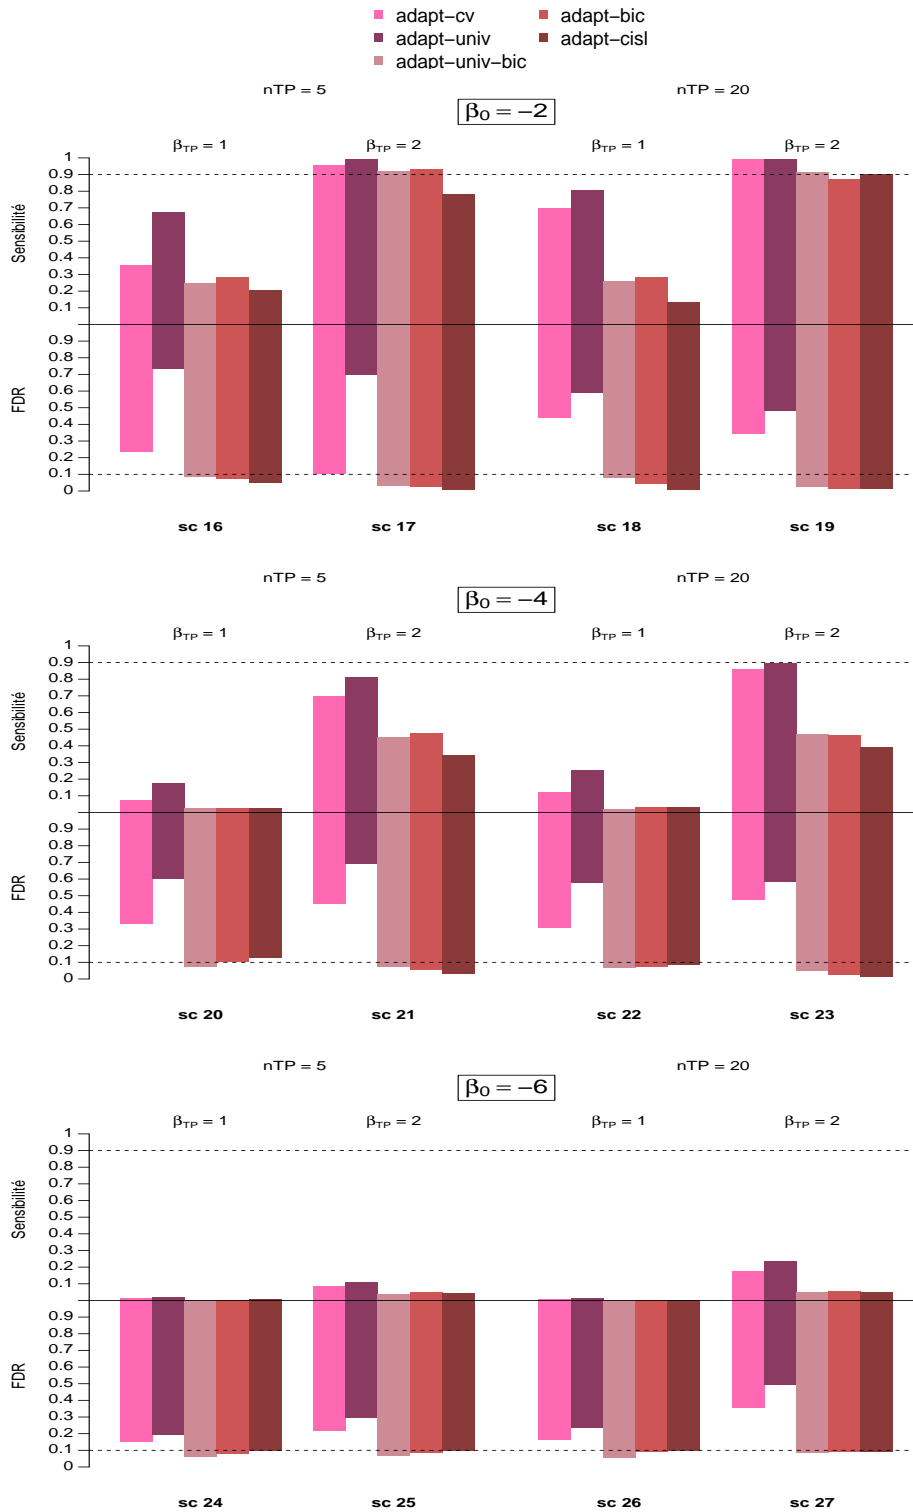 adapt−cv
adapt−univ
adapt−univ−bic
adapt−bic
adapt−cisl
nTP = 5
nTP = 20
β0 = −2
βTP = 1
βTP = 2
βTP = 1
βTP = 2
Sensibilité
1
0.9
0.8
0.7
0.6
0.5
0.4
0.3
0.2
0.1
FDR
0.9
0.8
0.7
0.6
0.5
0.4
0.3
0.2
0.1
0
sc 16
sc 17
sc 18
sc 19
nTP = 5
nTP = 20
β0 = −4
βTP = 1
βTP = 2
βTP = 1
βTP = 2
Sensibilité
1
0.9
0.8
0.7
0.6
0.5
0.4
0.3
0.2
0.1
FDR
0.9
0.8
0.7
0.6
0.5
0.4
0.3
0.2
0.1
0
sc 20
sc 21
sc 22
sc 23
nTP = 5
nTP = 20
β0 = −6
βTP = 1
βTP = 2
βTP = 1
βTP = 2
Sensibilité
1
0.9
0.8
0.7
0.6
0.5
0.4
0.3
0.2
0.1
FDR
0.9
0.8
0.7
0.6
0.5
0.4
0.3
0.2
0.1
0
sc 24
sc 25
sc 26
sc 27